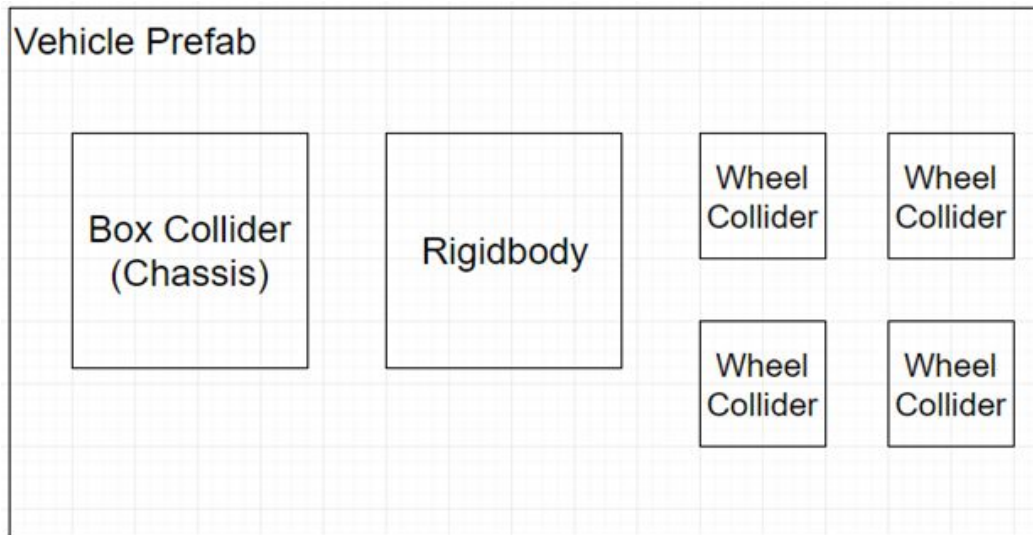 Vehicle Prefab
Box Collider
(Chassis)
Rigidbody
Wheel
Collider
Wheel
Collider
Wheel
Collider
Wheel
Collider